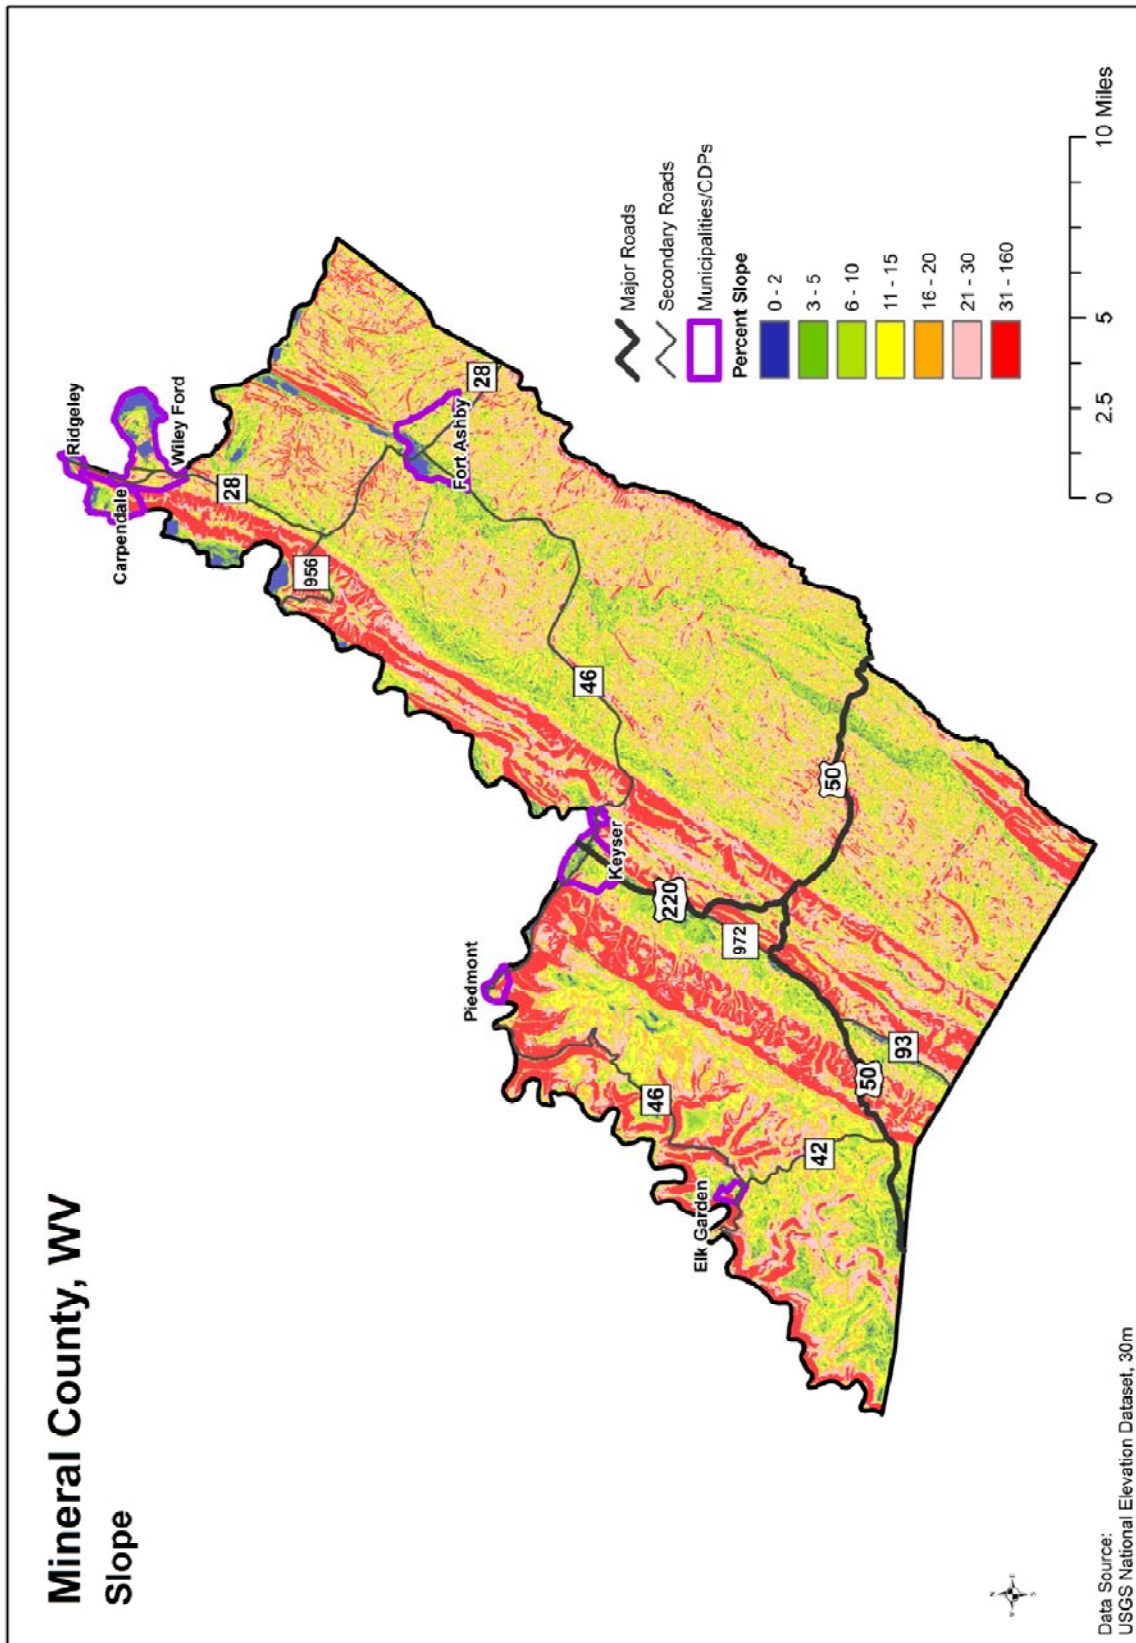 Mineral County, WV
Slope
Ridgeley
Carpendale
Wiley Ford
28
956
28
Fort Ashby
46
Piedmont
Keyser
220
50
972
46
93
50
42
Elk Garden
Major Roads
Secondary Roads
Municipalities/CDPs
Percent Slope
0 - 2
3 - 5
6 - 10
11 - 15
16 - 20
21 - 30
31 - 160
0 2.5 5 10 Miles
N
W E
S
Data Source:
USGS National Elevation Dataset, 30m